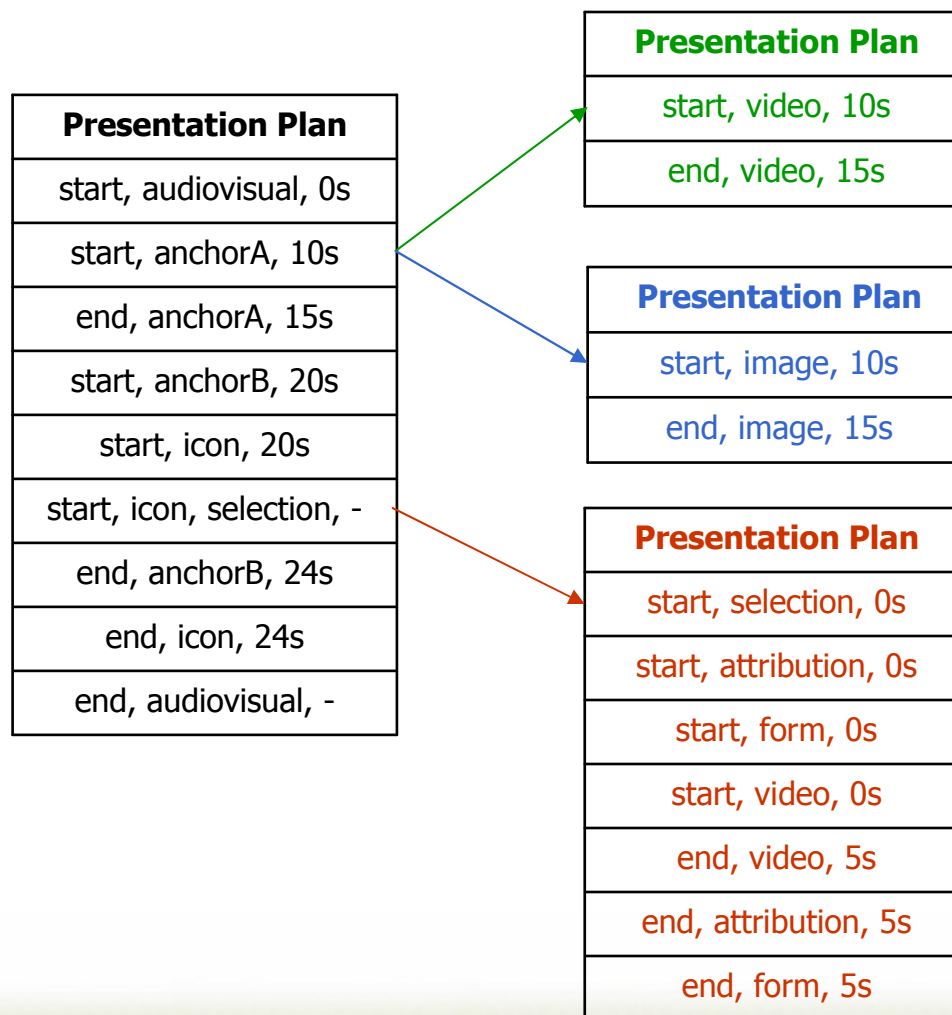 Presentation Plan
start, audiovisual, 0s
start, anchorA, 10s
end, anchorA, 15s
start, anchorB, 20s
start, icon, 20s
start, icon, selection, -
end, anchorB, 24s
end, icon, 24s
end, audiovisual, -
Presentation Plan
start, video, 10s
end, video, 15s
Presentation Plan
start, image, 10s
end, image, 15s
Presentation Plan
start, selection, 0s
start, attribution, 0s
start, form, 0s
start, video, 0s
end, video, 5s
end, attribution, 5s
end, form, 5s